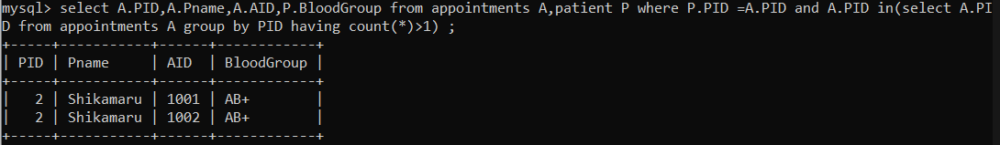 mysql> select A.PID,A.Pname,A.AID,P.BloodGroup from appointments A,patient P where P.PID =A.PID and A.PID in(select A.PI
D from appointments A group by PID having count(*)>1) ;
+-----+-----------+------+------------+
| PID | Pname     | AID  | BloodGroup |
+-----+-----------+------+------------+
|   2 | Shikamaru | 1001 | AB+        |
|   2 | Shikamaru | 1002 | AB+        |
+-----+-----------+------+------------+